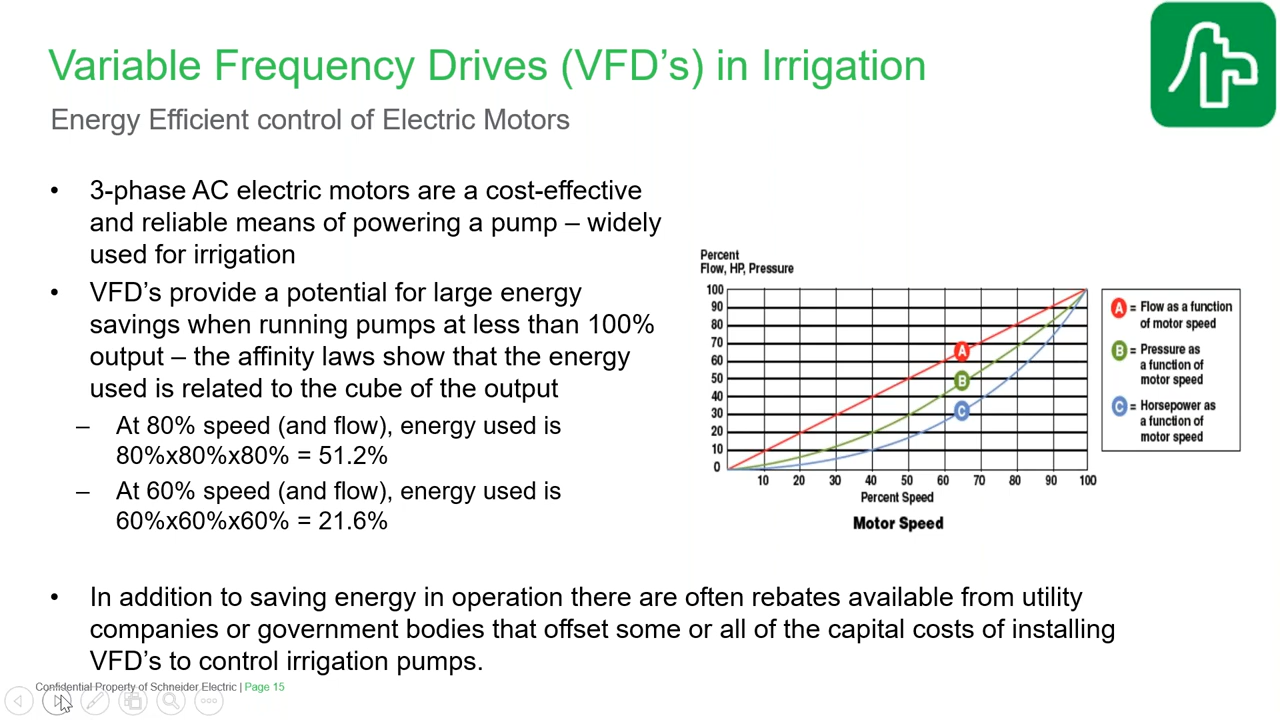 Variable Frequency Drives (VFD’s) in Irrigation
Energy Efficient control of Electric Motors
• 3-phase AC electric motors are a cost-effective
and reliable means of powering a pump – widely
used for irrigation
• VFD’s provide a potential for large energy
savings when running pumps at less than 100%
output – the affinity laws show that the energy
used is related to the cube of the output
– At 80% speed (and flow), energy used is
80%x80%x80% = 51.2%
– At 60% speed (and flow), energy used is
60%x60%x60% = 21.6%
Percent
Flow, HP, Pressure
100
90
80
70
60
50
40
30
20
10
0
A
B
C
10 20 30 40 50 60 70 80 90 100
Percent Speed
Motor Speed
A = Flow as a function
of motor speed
B = Pressure as
a function of
motor speed
C = Horsepower as
a function of
motor speed
• In addition to saving energy in operation there are often rebates available from utility
companies or government bodies that offset some or all of the capital costs of installing
VFD’s to control irrigation pumps.
Confidential Property of Schneider Electric | Page 15